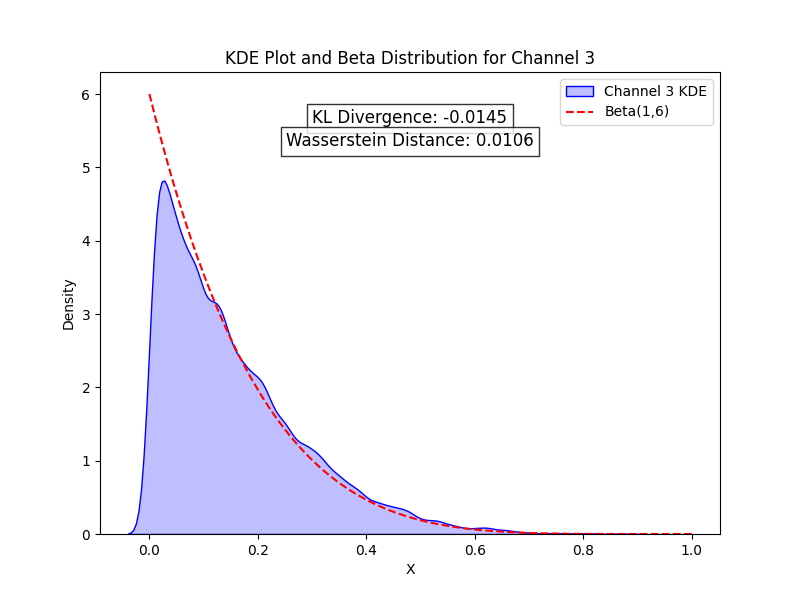 KDE Plot and Beta Distribution for Channel 3
KL Divergence: -0.0145
Wasserstein Distance: 0.0106
Channel 3 KDE
Beta(1,6)
Density
6
5
4
3
2
1
0
0.0
0.2
0.4
0.6
0.8
1.0
X